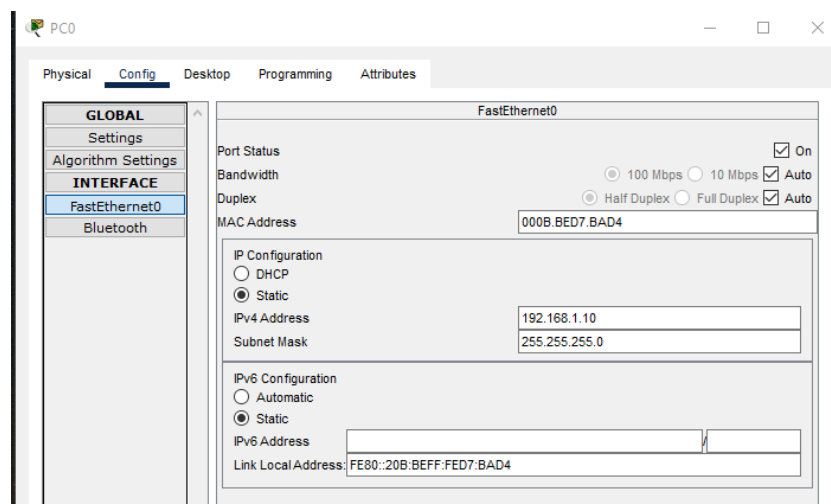 PC0
Physical Config Desktop Programming Attributes
GLOBAL
Settings
Algorithm Settings
INTERFACE
FastEthernet0
Bluetooth
FastEthernet0
Port Status On
Bandwidth 100 Mbps 10 Mbps Auto
Duplex Half Duplex Full Duplex Auto
MAC Address 000B.BED7.BAD4
IP Configuration
DHCP
Static
IPv4 Address 192.168.1.10
Subnet Mask 255.255.255.0
IPv6 Configuration
Automatic
Static
IPv6 Address /
Link Local Address: FE80::20B:BEFF:FED7:BAD4